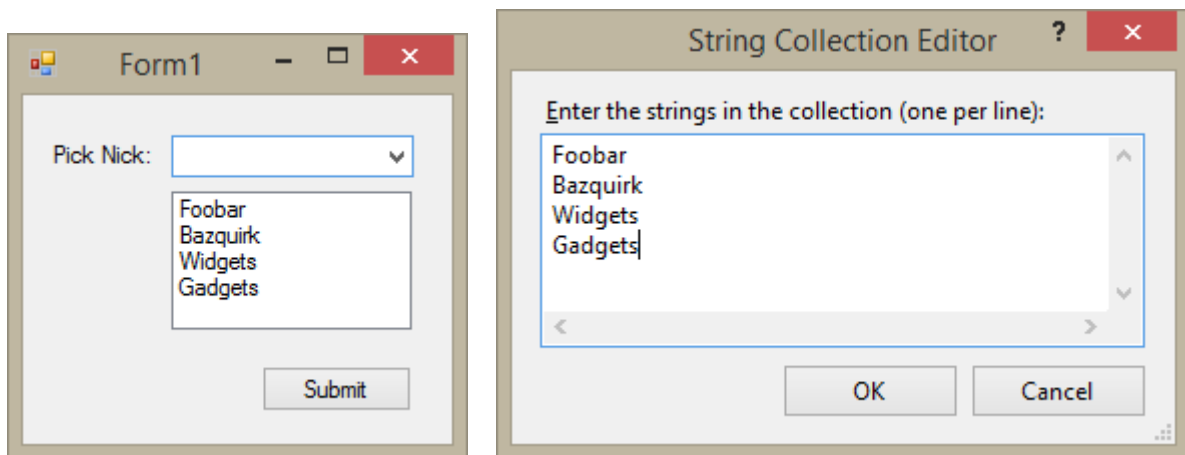 Form1
Pick Nick:
Foobar
Bazquirk
Widgets
Gadgets
Submit
String Collection Editor
?
Enter the strings in the collection (one per line):
Foobar
Bazquirk
Widgets
Gadgets
OK
Cancel